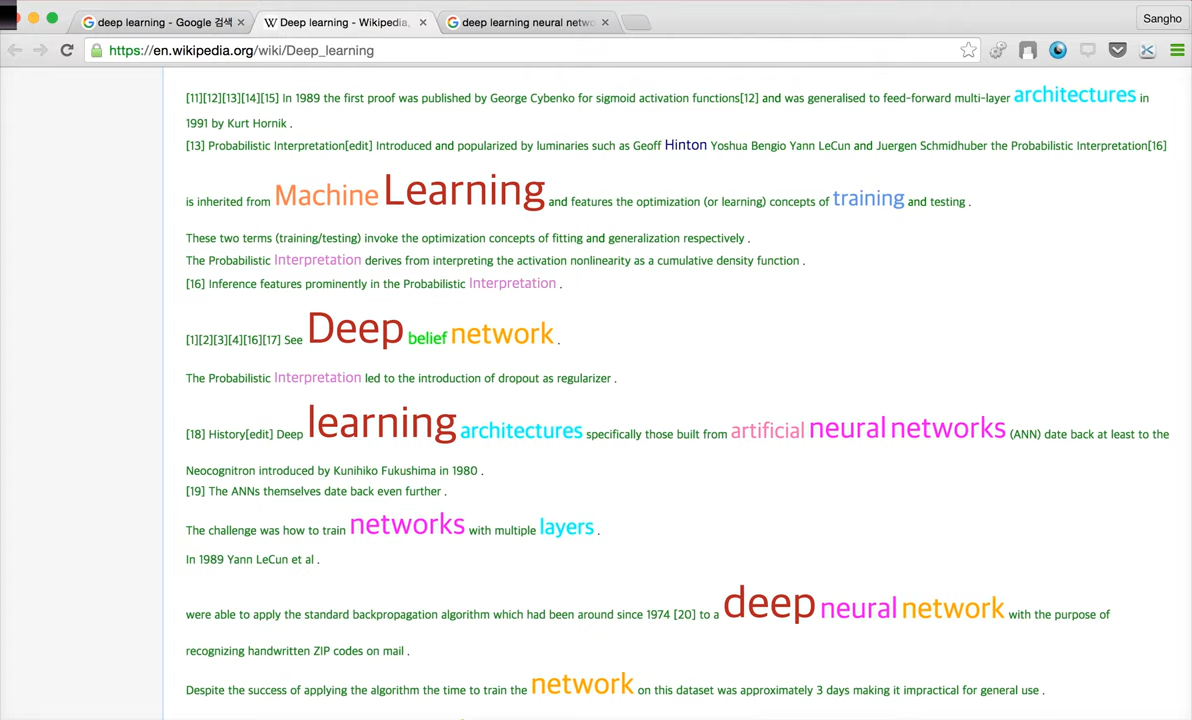 deep learning - Google 검색
Deep learning - Wikipedia,
deep learning neural netwo
Sangho
https://en.wikipedia.org/wiki/Deep_learning
[11][12][13][14][15] In 1989 the first proof was published by George Cybenko for sigmoid activation functions[12] and was generalised to feed-forward multi-layer architectures in
1991 by Kurt Hornik .
[13] Probabilistic Interpretation[edit] Introduced and popularized by luminaries such as Geoff Hinton Yoshua Bengio Yann LeCun and Juergen Schmidhuber the Probabilistic Interpretation[16]
is inherited from Machine Learning and features the optimization (or learning) concepts of training and testing .
These two terms (training/testing) invoke the optimization concepts of fitting and generalization respectively .
The Probabilistic Interpretation derives from interpreting the activation nonlinearity as a cumulative density function .
[16] Inference features prominently in the Probabilistic Interpretation .
[1][2][3][4][16][17] See Deep belief network .
The Probabilistic Interpretation led to the introduction of dropout as regularizer .
[18] History[edit] Deep learning architectures specifically those built from artificial neural networks (ANN) date back at least to the
Neocognitron introduced by Kunihiko Fukushima in 1980 .
[19] The ANNs themselves date back even further .
The challenge was how to train networks with multiple layers .
In 1989 Yann LeCun et al .
were able to apply the standard backpropagation algorithm which had been around since 1974 [20] to a deep neural network with the purpose of
recognizing handwritten ZIP codes on mail .
Despite the success of applying the algorithm the time to train the network on this dataset was approximately 3 days making it impractical for general use .